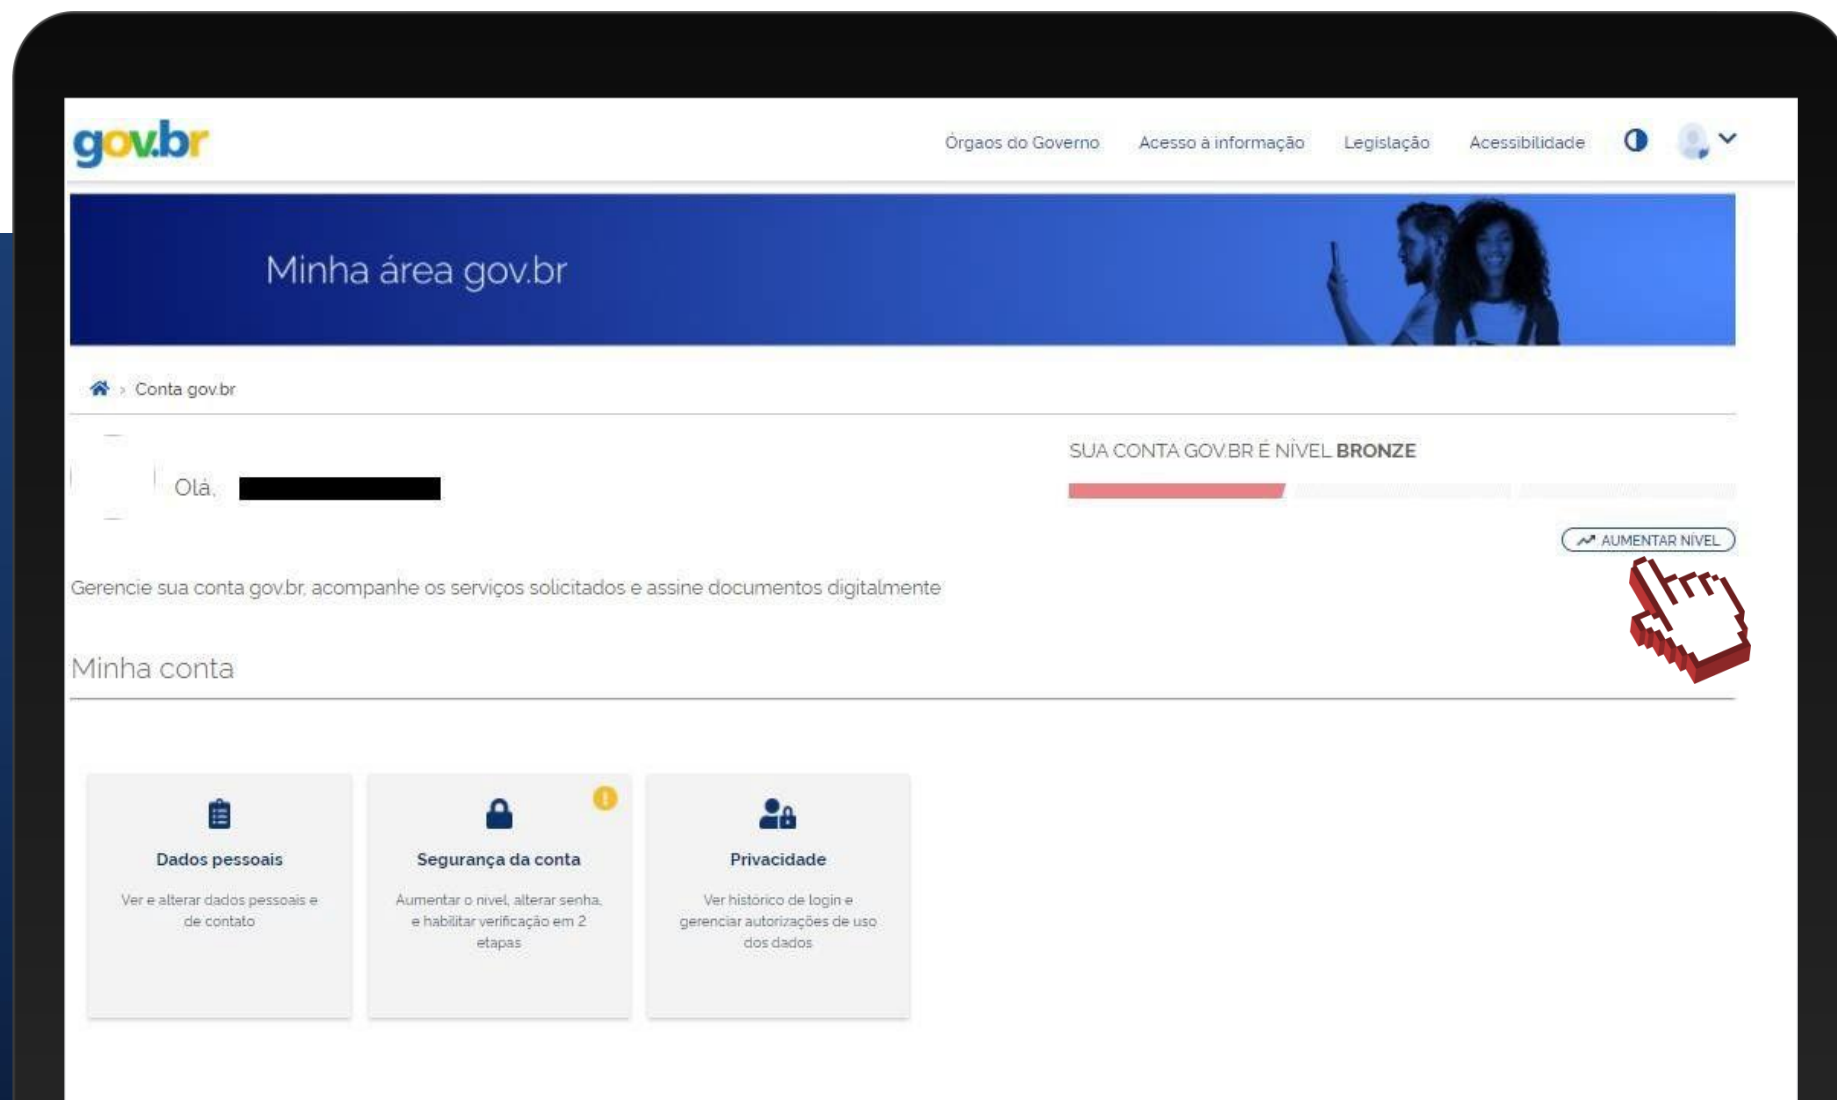 gov.br
Órgaos do Governo Acesso à informação Legislação Acessibilidade
Minha área gov.br
Conta gov.br
SUA CONTA GOV.BR É NÍVEL BRONZE
Olá,
AUMENTAR NÍVEL
Gerencie sua conta gov.br, acompanhe os serviços solicitados e assine documentos digitalmente
Minha conta
Dados pessoais
Ver e alterar dados pessoais e
de contato
Segurança da conta
Aumentar o nível, alterar senha,
e habilitar verificação em 2
etapas
Privacidade
Ver histórico de login e
gerenciar autorizações de uso
dos dados